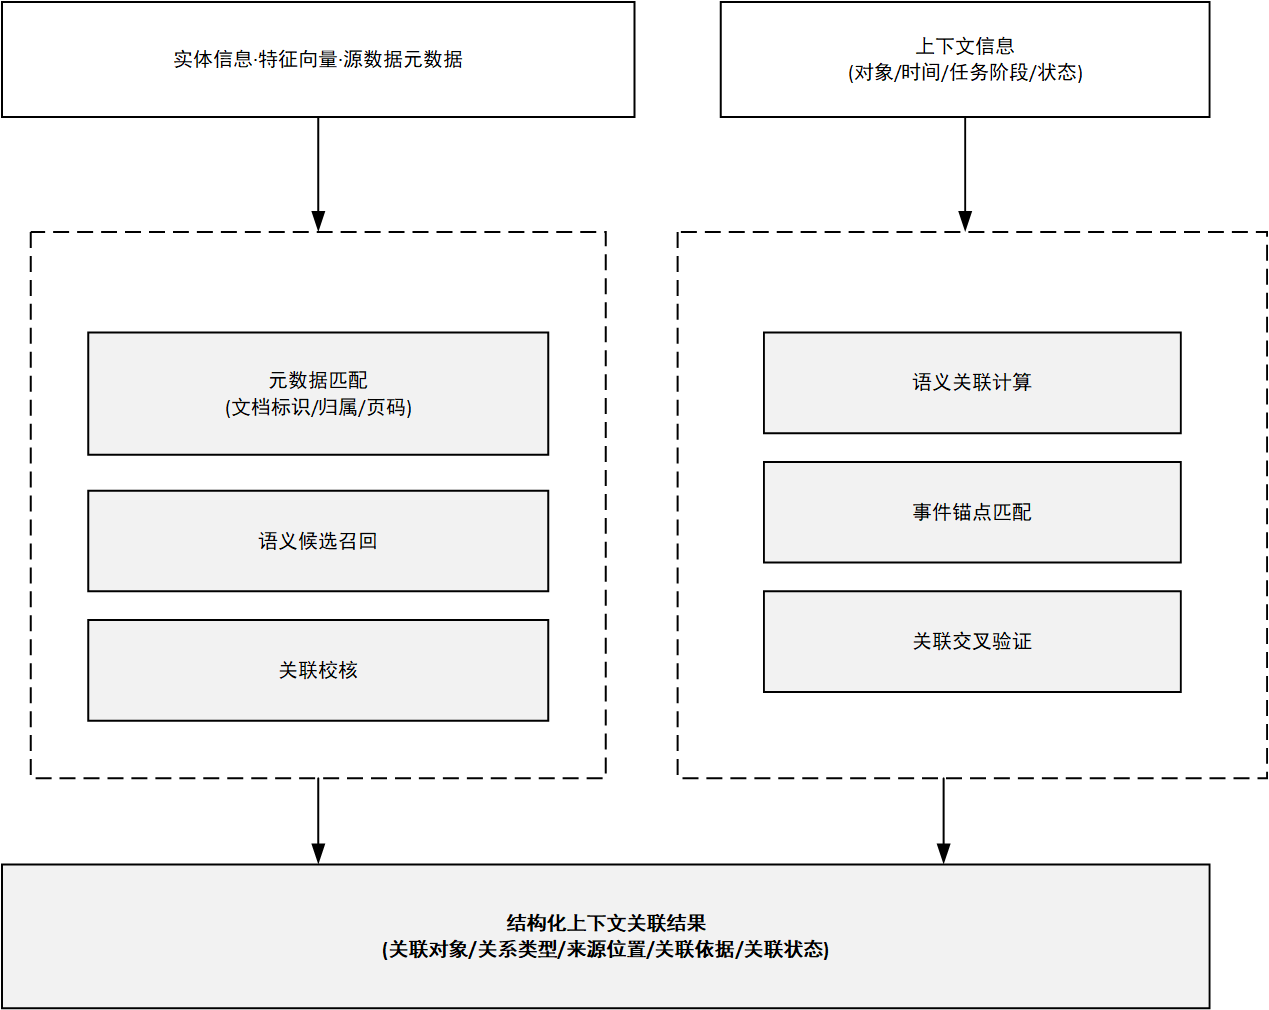 实体信息·特征向量·源数据元数据
上下文信息
(对象/时间/任务阶段/状态)
元数据匹配
(文档标识/归属/页码)
语义候选召回
关联校核
语义关联计算
事件锚点匹配
关联交叉验证
结构化上下文关联结果
(关联对象/关系类型/来源位置/关联依据/关联状态)